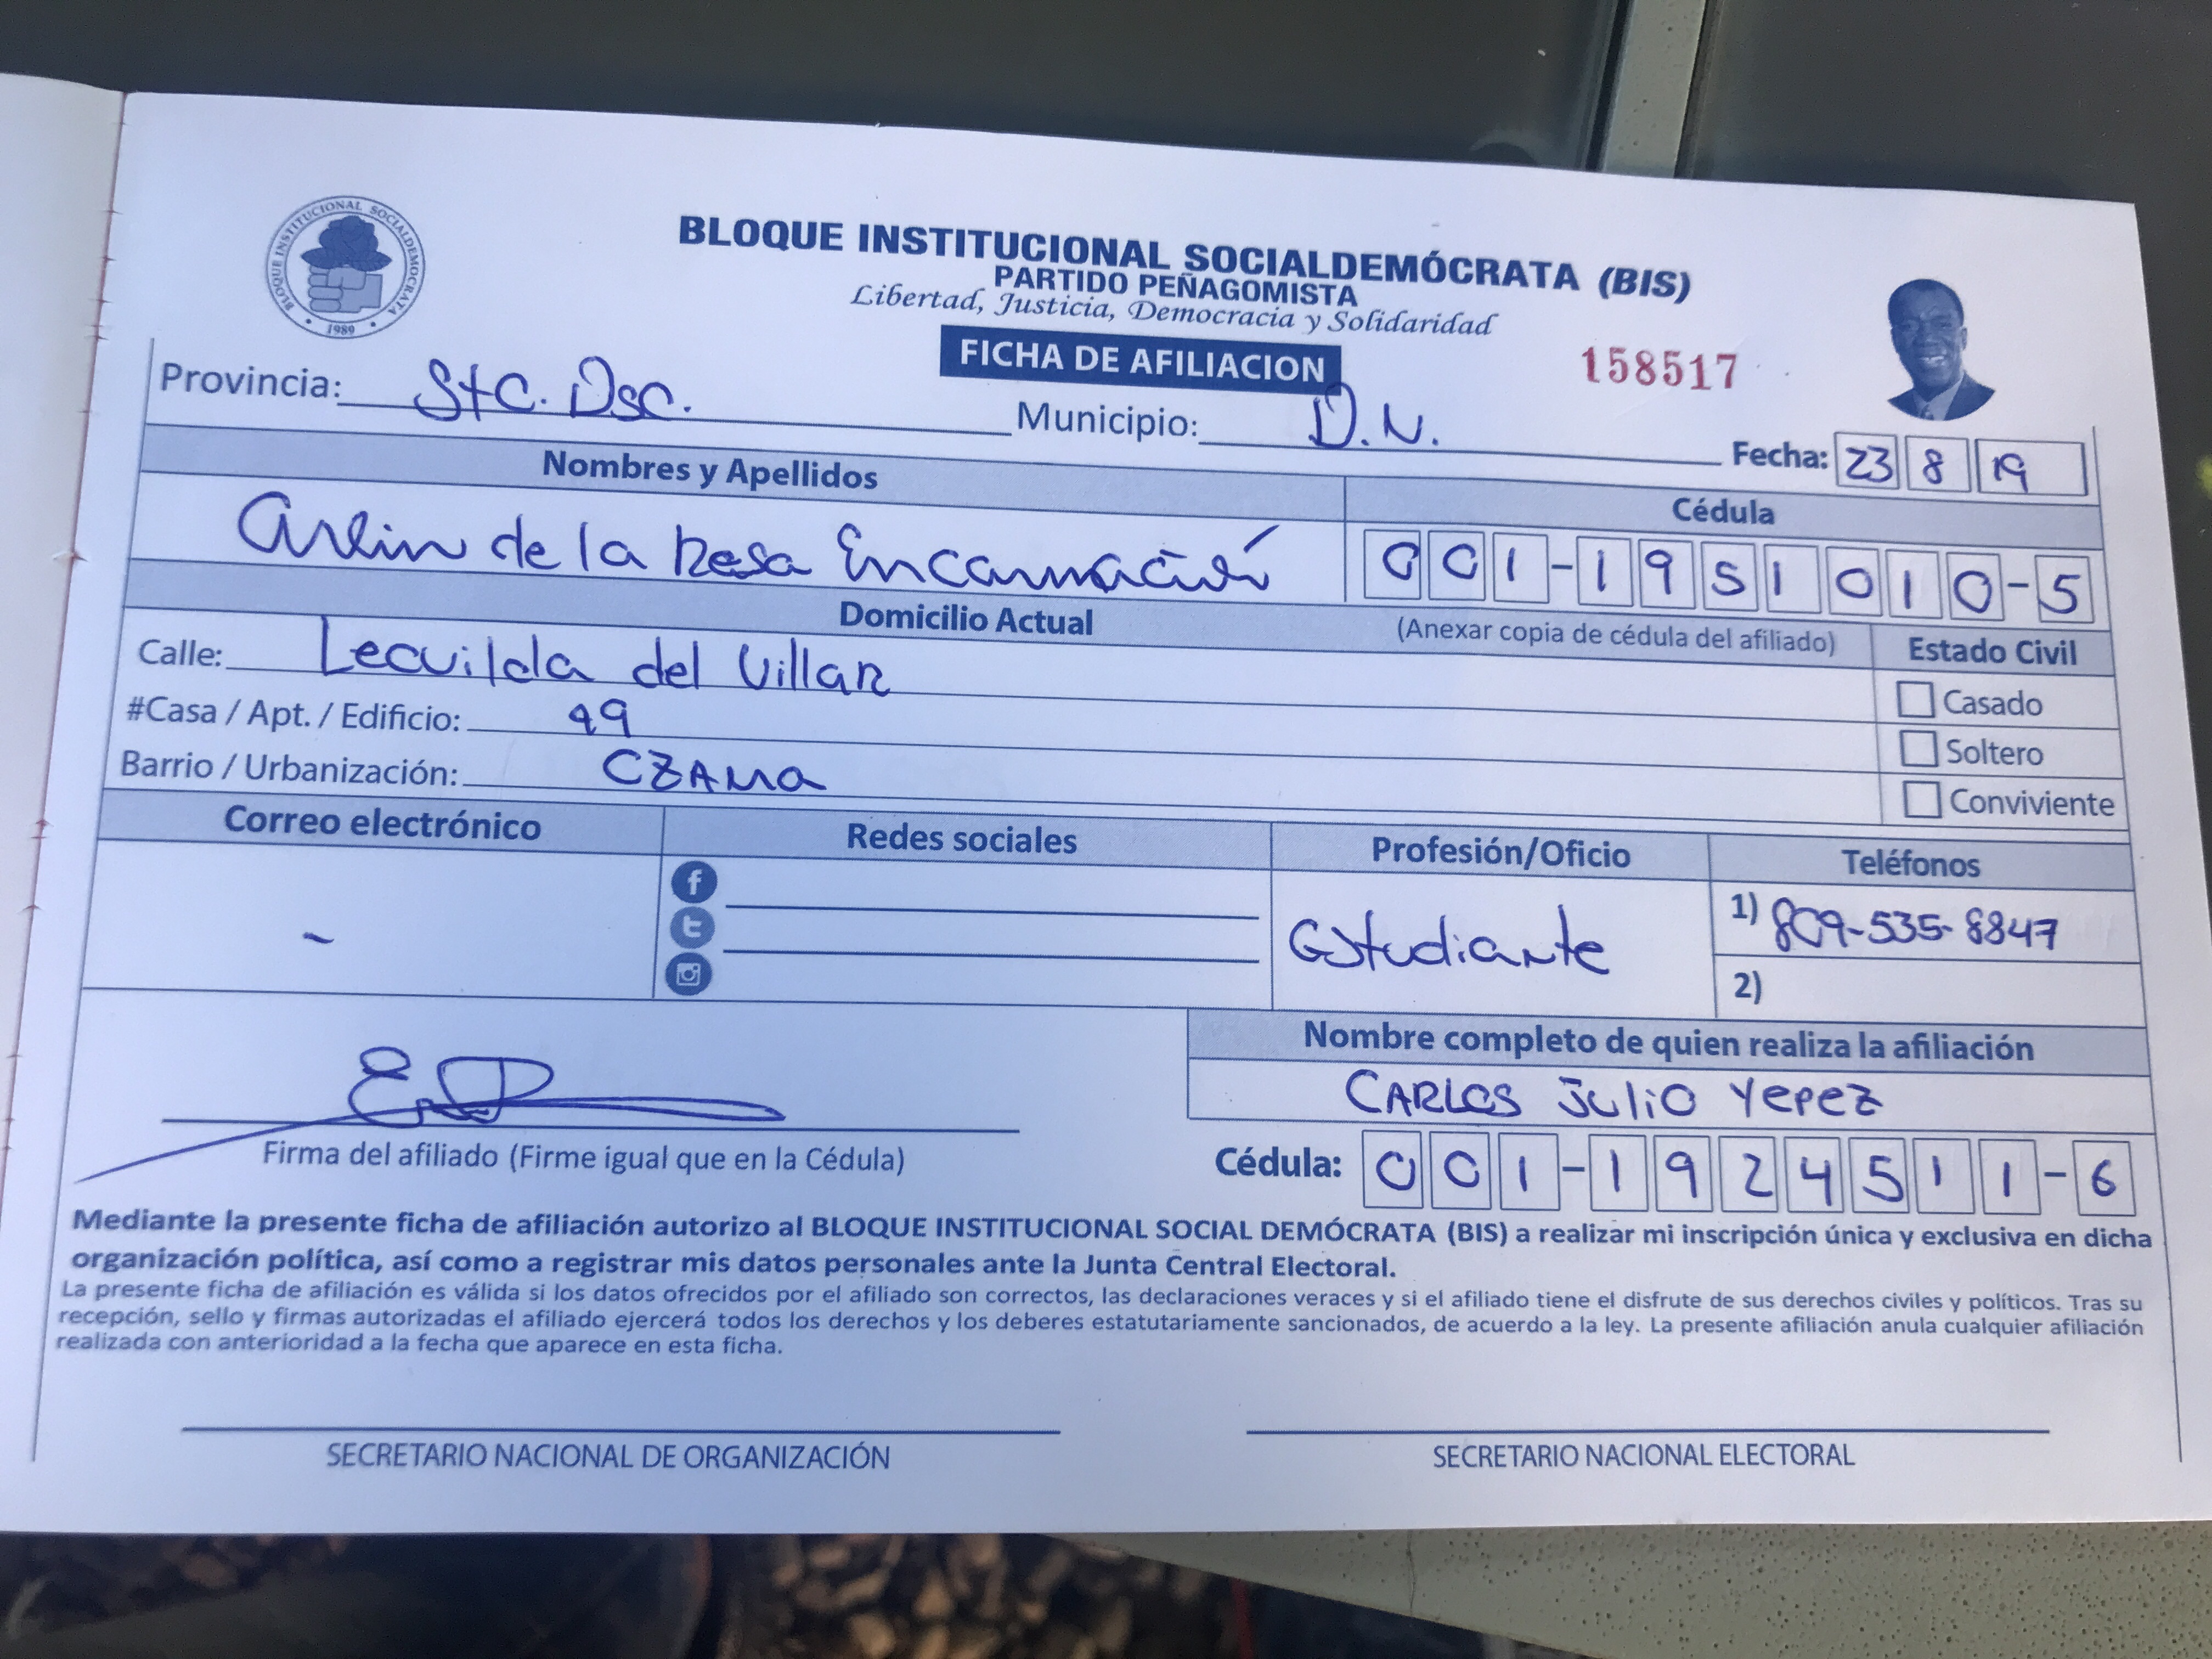 BLOQUE INSTITUCIONAL SOCIALDEMOCRATA
1989
BLOQUE INSTITUCIONAL SOCIALDEMÓCRATA (BIS)
PARTIDO PEÑAGOMISTA
Libertad, Justicia, Democracia y Solidaridad
FICHA DE AFILIACION
158517
Provincia: Sto. Dgo. Municipio: D.N.
Fecha: 23 8 19
Nombres y Apellidos Cédula
Arlin de la Rosa Encarnación 001-1951010-5
Domicilio Actual (Anexar copia de cédula del afiliado) Estado Civil
Calle: Leovilda del Villar
Casado
#Casa / Apt. / Edificio: 49
Soltero
Barrio / Urbanización: OZAMA
Conviviente
Correo electrónico Redes sociales Profesión/Oficio Teléfonos
- Estudiante 1) 809-535-8847
2)
Nombre completo de quien realiza la afiliación
CARLOS Julio Yepez
Firma del afiliado (Firme igual que en la Cédula) Cédula: 001-1924511-6
Mediante la presente ficha de afiliación autorizo al BLOQUE INSTITUCIONAL SOCIAL DEMÓCRATA (BIS) a realizar mi inscripción única y exclusiva en dicha
organización política, así como a registrar mis datos personales ante la Junta Central Electoral.
La presente ficha de afiliación es válida si los datos ofrecidos por el afiliado son correctos, las declaraciones veraces y si el afiliado tiene el disfrute de sus derechos civiles y políticos. Tras su
recepción, sello y firmas autorizadas el afiliado ejercerá todos los derechos y los deberes estatutariamente sancionados, de acuerdo a la ley. La presente afiliación anula cualquier afiliación
realizada con anterioridad a la fecha que aparece en esta ficha.
SECRETARIO NACIONAL DE ORGANIZACIÓN SECRETARIO NACIONAL ELECTORAL